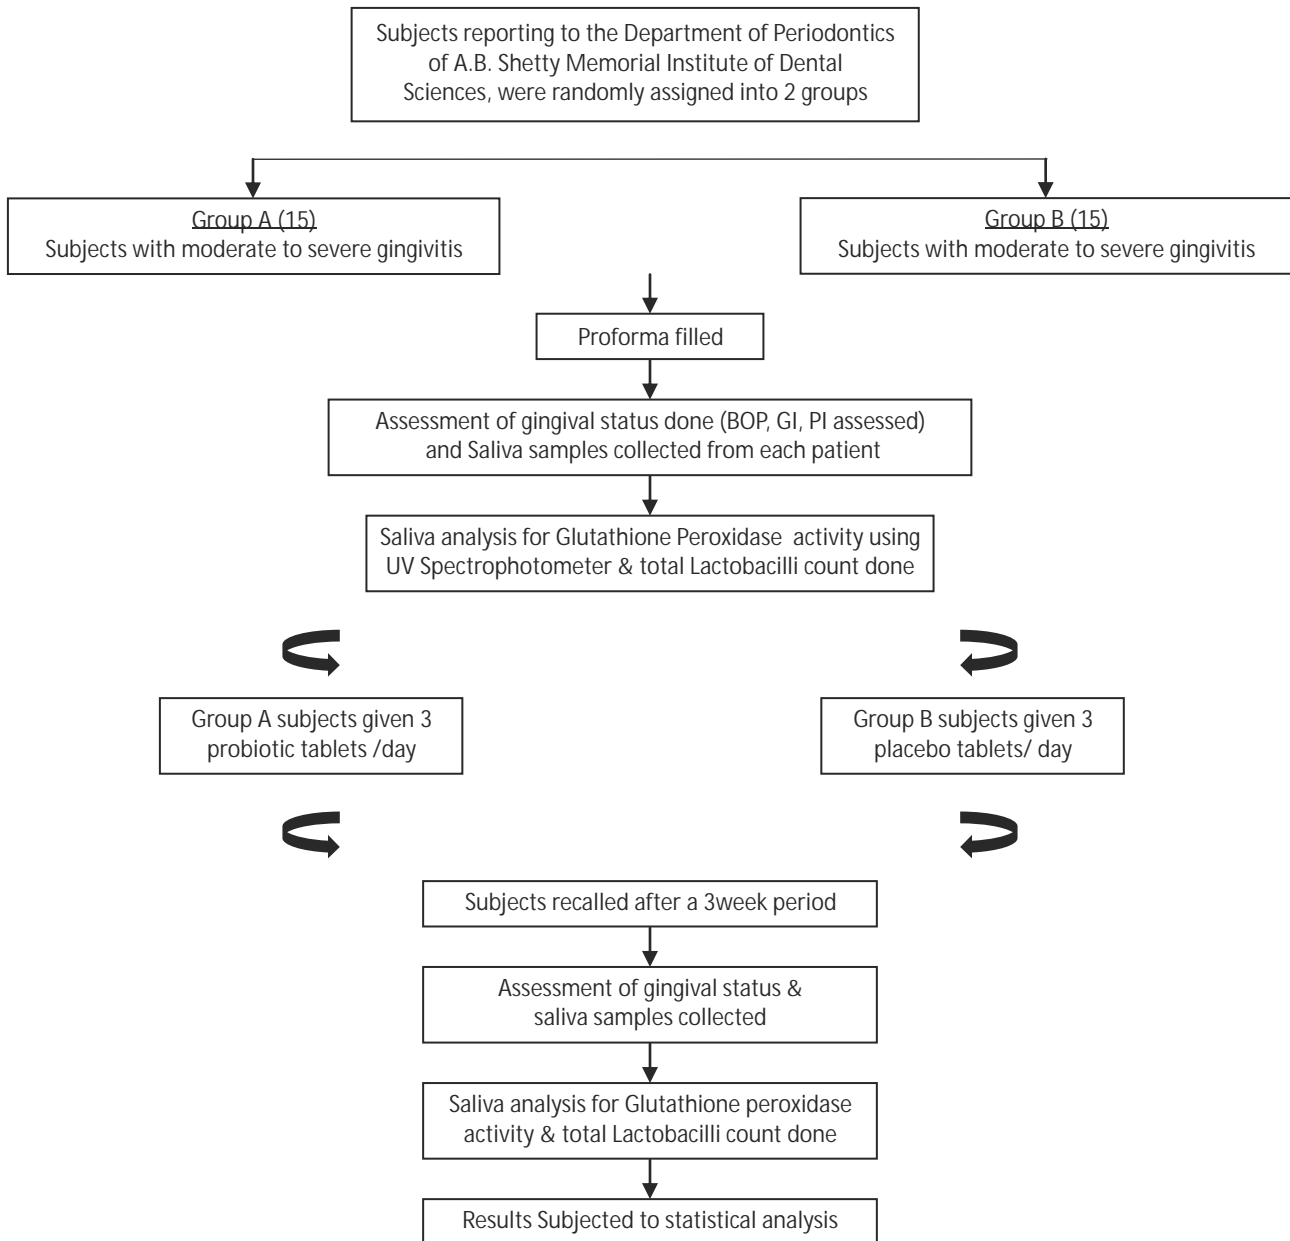 Subjects reporting to the Department of Periodontics
of A.B. Shetty Memorial Institute of Dental
Sciences, were randomly assigned into 2 groups
Group A (15)
Subjects with moderate to severe gingivitis
Group B (15)
Subjects with moderate to severe gingivitis
Proforma filled
Assessment of gingival status done (BOP, GI, PI assessed)
and Saliva samples collected from each patient
Saliva analysis for Glutathione Peroxidase activity using
UV Spectrophotometer & total Lactobacilli count done
Group A subjects given 3
probiotic tablets /day
Group B subjects given 3
placebo tablets/ day
Subjects recalled after a 3week period
Assessment of gingival status &
saliva samples collected
Saliva analysis for Glutathione peroxidase
activity & total Lactobacilli count done
Results Subjected to statistical analysis